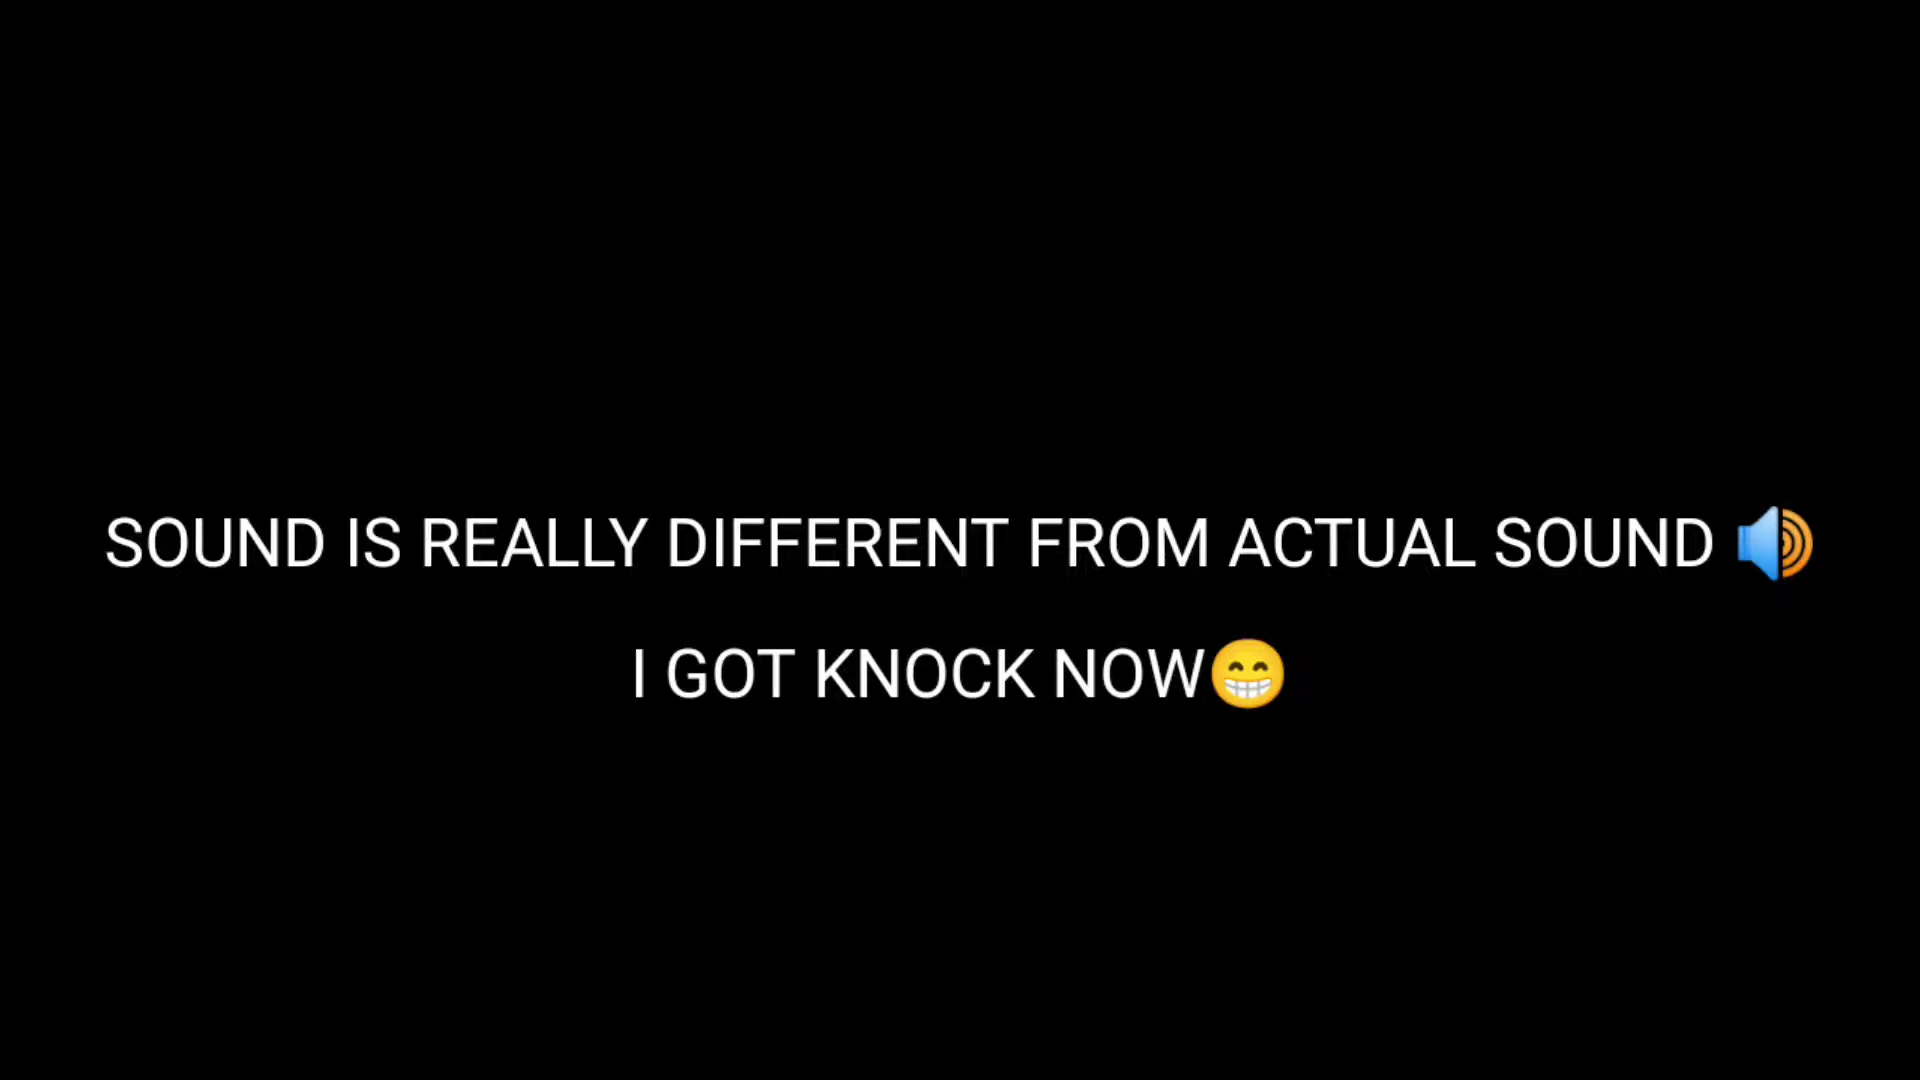 SOUND IS REALLY DIFFERENT FROM ACTUAL SOUND 🔊
I GOT KNOCK NOW😁